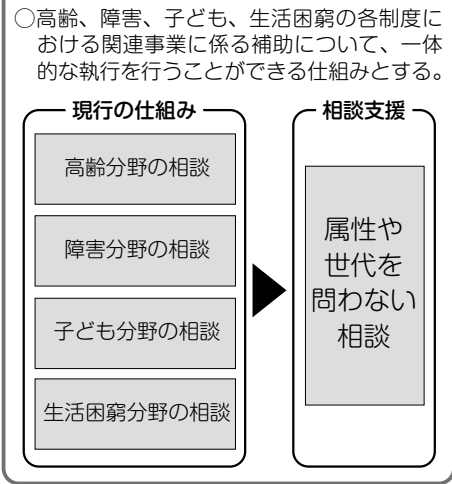 ○高齢、障害、子ども、生活困窮の各制度に
おける関連事業に係る補助について、一体
的な執行を行うことができる仕組みとする。
現行の仕組み
高齢分野の相談
障害分野の相談
子ども分野の相談
生活困窮分野の相談
相談支援
属性や
世代を
問わない
相談